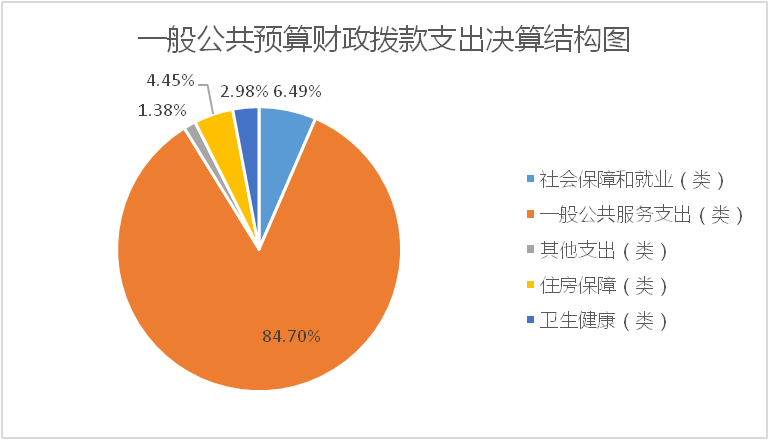 一般公共预算财政拨款支出决算结构图
4.45%
2.98% 6.49%
1.38%
84.70%
社会保障和就业（类）
一般公共服务支出（类）
其他支出（类）
住房保障（类）
卫生健康（类）